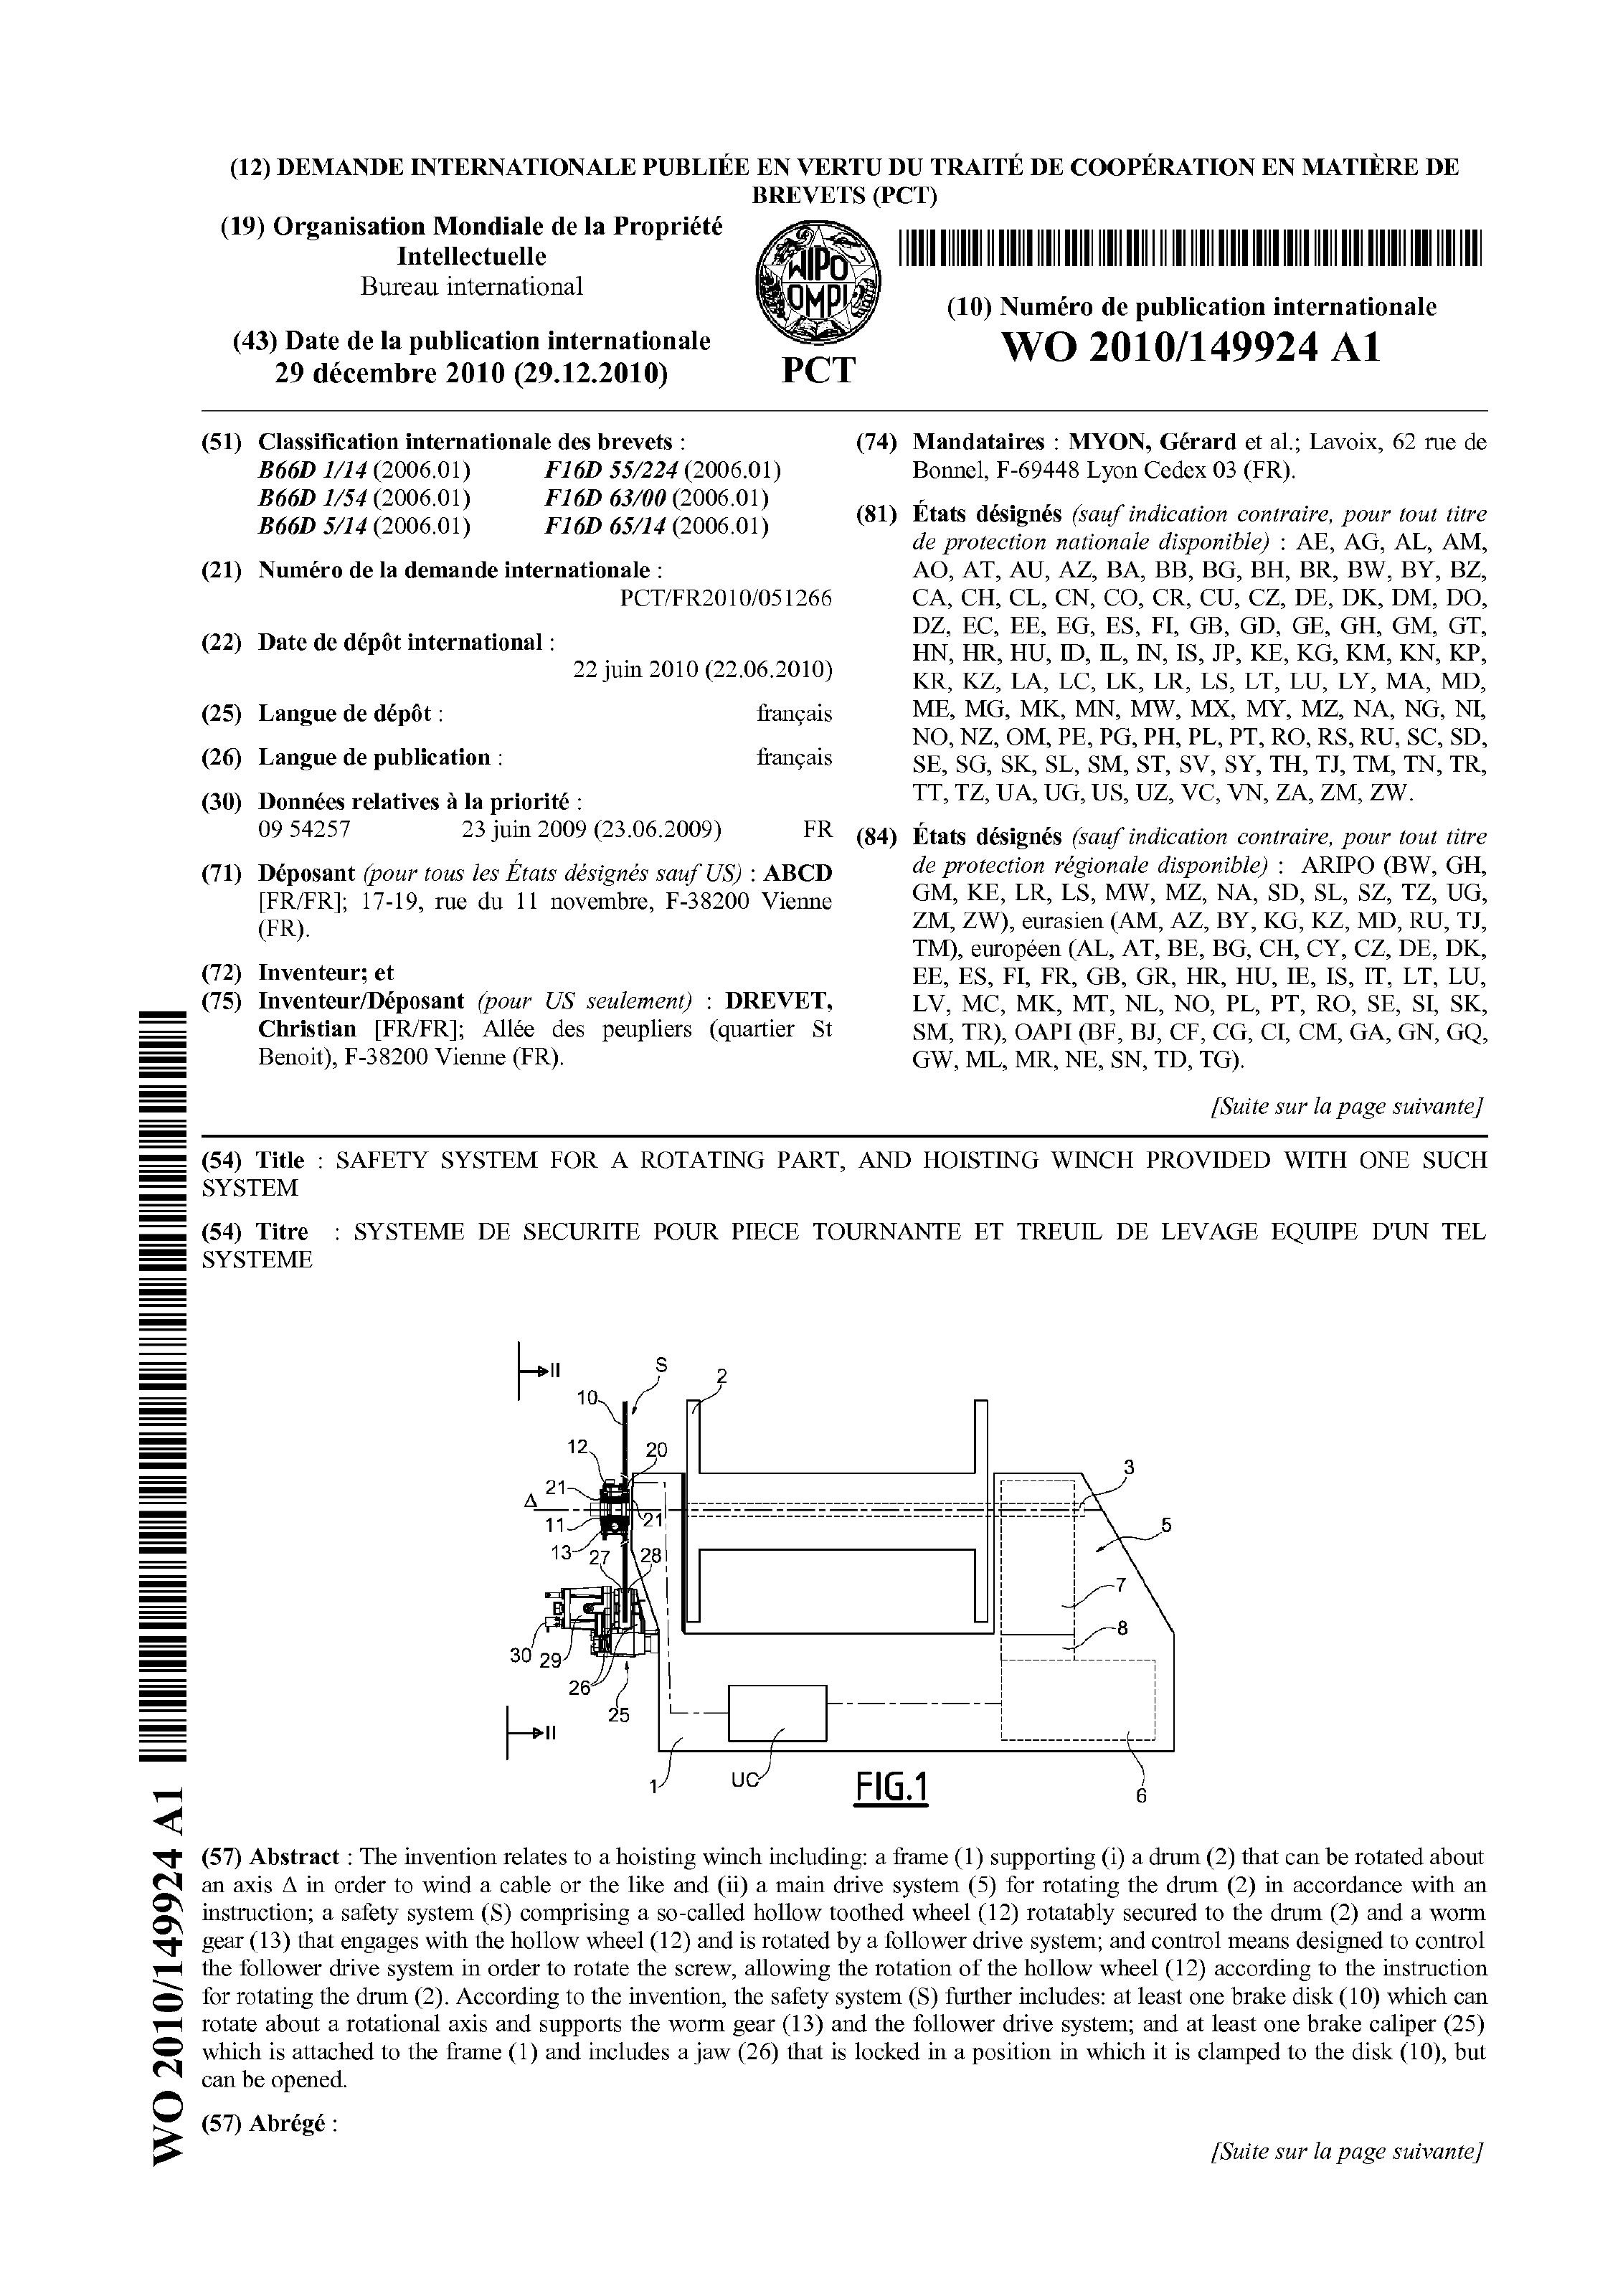 (12) DEMANDE INTERNATIONALE PUBLIÉE EN VERTU DU TRAITÉ DE COOPÉRATION EN MATIÈRE DE
BREVETS (PCT)
(19) Organisation Mondiale de la Propriété
Intellectuelle
Bureau international
(43) Date de la publication internationale
29 décembre 2010 (29.12.2010)
WIPO
OMPI
PCT
(10) Numéro de publication internationale
WO 2010/149924 A1
(51) Classification internationale des brevets :
B66D 1/14 (2006.01) F16D 55/224 (2006.01)
B66D 1/54 (2006.01) F16D 63/00 (2006.01)
B66D 5/14 (2006.01) F16D 65/14 (2006.01)
(21) Numéro de la demande internationale :
PCT/FR2010/051266
(22) Date de dépôt international :
22 juin 2010 (22.06.2010)
(25) Langue de dépôt : français
(26) Langue de publication : français
(30) Données relatives à la priorité :
09 54257 23 juin 2009 (23.06.2009) FR
(71) Déposant (pour tous les États désignés sauf US) : ABCD
[FR/FR]; 17-19, rue du 11 novembre, F-38200 Vienne
(FR).
(72) Inventeur; et
(75) Inventeur/Déposant (pour US seulement) : DREVET,
Christian [FR/FR]; Allée des peupliers (quartier St
Benoit), F-38200 Vienne (FR).
(74) Mandataires : MYON, Gérard et al.; Lavoix, 62 rue de
Bonnel, F-69448 Lyon Cedex 03 (FR).
(81) États désignés (sauf indication contraire, pour tout titre
de protection nationale disponible) : AE, AG, AL, AM,
AO, AT, AU, AZ, BA, BB, BG, BH, BR, BW, BY, BZ,
CA, CH, CL, CN, CO, CR, CU, CZ, DE, DK, DM, DO,
DZ, EC, EE, EG, ES, FI, GB, GD, GE, GH, GM, GT,
HN, HR, HU, ID, IL, IN, IS, JP, KE, KG, KM, KN, KP,
KR, KZ, LA, LC, LK, LR, LS, LT, LU, LY, MA, MD,
ME, MG, MK, MN, MW, MX, MY, MZ, NA, NG, NI,
NO, NZ, OM, PE, PG, PH, PL, PT, RO, RS, RU, SC, SD,
SE, SG, SK, SL, SM, ST, SV, SY, TH, TJ, TM, TN, TR,
TT, TZ, UA, UG, US, UZ, VC, VN, ZA, ZM, ZW.
(84) États désignés (sauf indication contraire, pour tout titre
de protection régionale disponible) : ARIPO (BW, GH,
GM, KE, LR, LS, MW, MZ, NA, SD, SL, SZ, TZ, UG,
ZM, ZW), eurasien (AM, AZ, BY, KG, KZ, MD, RU, TJ,
TM), européen (AL, AT, BE, BG, CH, CY, CZ, DE, DK,
EE, ES, FI, FR, GB, GR, HR, HU, IE, IS, IT, LT, LU,
LV, MC, MK, MT, NL, NO, PL, PT, RO, SE, SI, SK,
SM, TR), OAPI (BF, BJ, CF, CG, CI, CM, GA, GN, GQ,
GW, ML, MR, NE, SN, TD, TG).
[Suite sur la page suivante]
(54) Title : SAFETY SYSTEM FOR A ROTATING PART, AND HOISTING WINCH PROVIDED WITH ONE SUCH
SYSTEM
(54) Titre : SYSTEME DE SECURITE POUR PIECE TOURNANTE ET TREUIL DE LEVAGE EQUIPE D'UN TEL
SYSTEME
II
S
2
10
12
20
3
21
Δ
11
21
5
13
27
28
7
8
30
29
26
25
II
1
UC
FIG.1
6
(57) Abstract : The invention relates to a hoisting winch including: a frame (1) supporting (i) a drum (2) that can be rotated about
an axis Δ in order to wind a cable or the like and (ii) a main drive system (5) for rotating the drum (2) in accordance with an
instruction; a safety system (S) comprising a so-called hollow toothed wheel (12) rotatably secured to the drum (2) and a worm
gear (13) that engages with the hollow wheel (12) and is rotated by a follower drive system; and control means designed to control
the follower drive system in order to rotate the screw, allowing the rotation of the hollow wheel (12) according to the instruction
for rotating the drum (2). According to the invention, the safety system (S) further includes: at least one brake disk (10) which can
rotate about a rotational axis and supports the worm gear (13) and the follower drive system; and at least one brake caliper (25)
which is attached to the frame (1) and includes a jaw (26) that is locked in a position in which it is clamped to the disk (10), but
can be opened.
(57) Abrégé :
[Suite sur la page suivante]
WO 2010/149924 A1